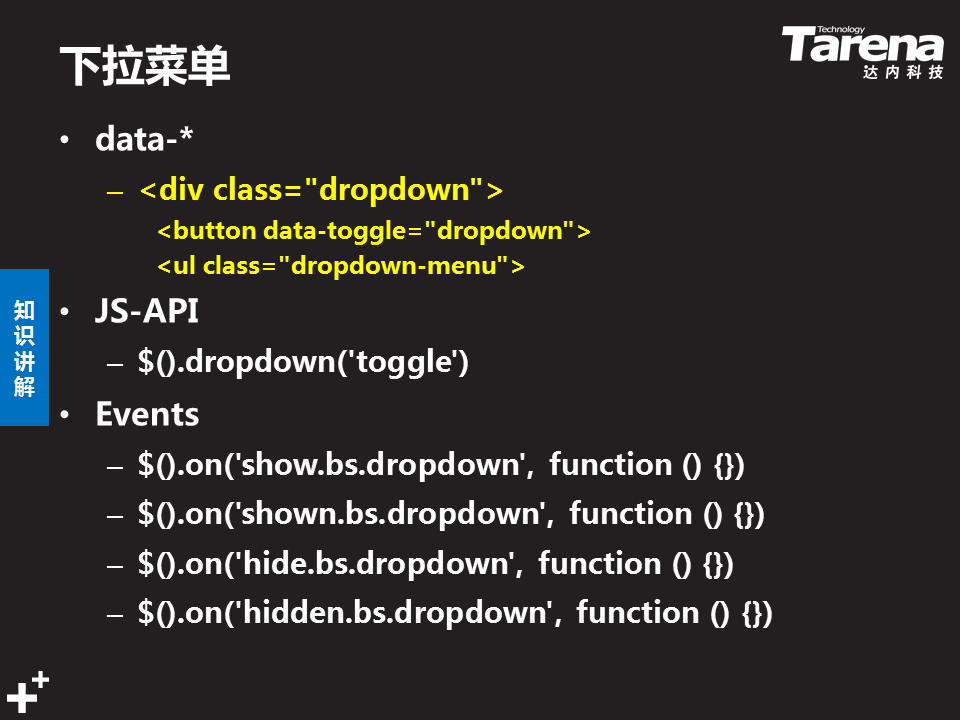 下拉菜单
Technology
Tarena
达内科技
• data-*
– <div class="dropdown">
<button data-toggle="dropdown">
<ul class="dropdown-menu">
知识讲解
• JS-API
– $().dropdown('toggle')
• Events
– $().on('show.bs.dropdown', function () {})
– $().on('shown.bs.dropdown', function () {})
– $().on('hide.bs.dropdown', function () {})
– $().on('hidden.bs.dropdown', function () {})